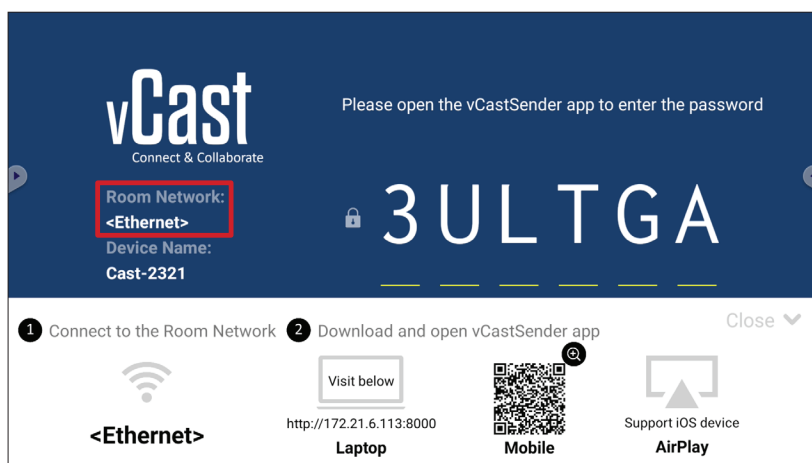 vCast
Connect & Collaborate
Please open the vCastSender app to enter the password
Room Network:
<Ethernet>
Device Name:
Cast-2321
3ULTGA
Close
1 Connect to the Room Network
2 Download and open vCastSender app
<Ethernet>
Visit below
http://172.21.6.113:8000
Laptop
Mobile
Support iOS device
AirPlay